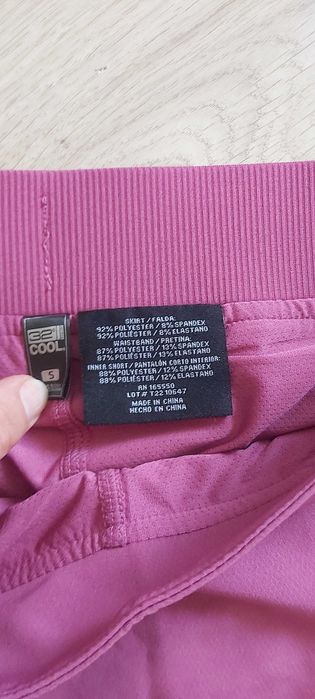 32
COOL
S
SKIRT / FALDA:
92% POLYESTER / 8% SPANDEX
92% POLIÉSTER / 8% ELASTANO
WAISTBAND / PRETINA:
87% POLYESTER / 13% SPANDEX
87% POLIÉSTER / 13% ELASTANO
INNER SHORT / PANTALÓN CORTO INTERIOR:
88% POLYESTER / 12% SPANDEX
88% POLIÉSTER / 12% ELASTANO
RN 165550
LOT# T2210547
MADE IN CHINA
HECHO EN CHINA